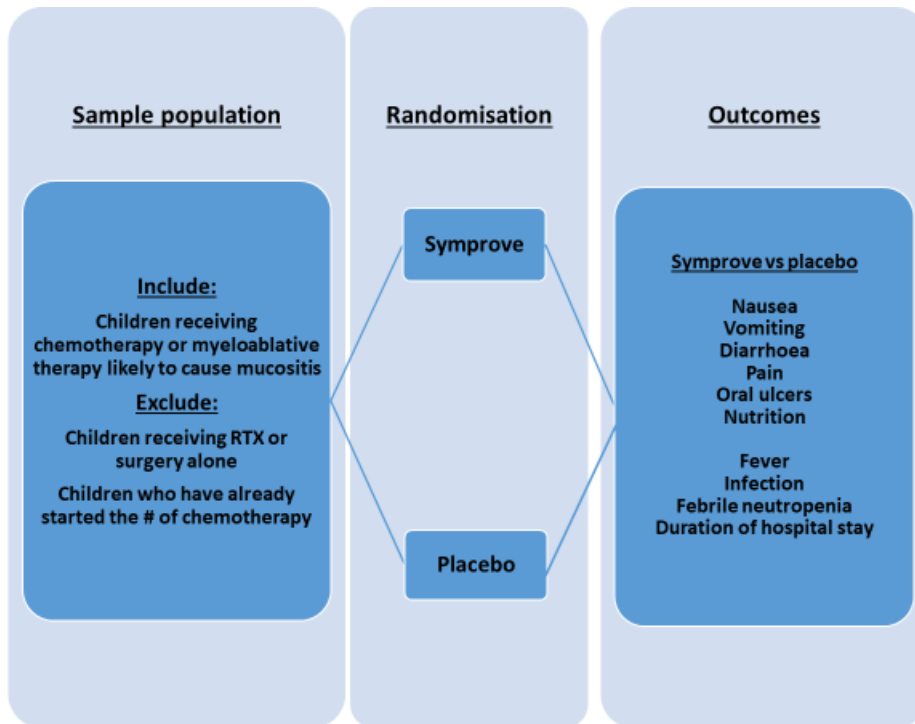 Sample population
Include:
Children receiving
chemotherapy or myeloablative
therapy likely to cause mucositis
Exclude:
Children receiving RTX or
surgery alone
Children who have already
started the # of chemotherapy
Randomisation
Symprove
Placebo
Outcomes
Symprove vs placebo
Nausea
Vomiting
Diarrhoea
Pain
Oral ulcers
Nutrition
Fever
Infection
Febrile neutropenia
Duration of hospital stay